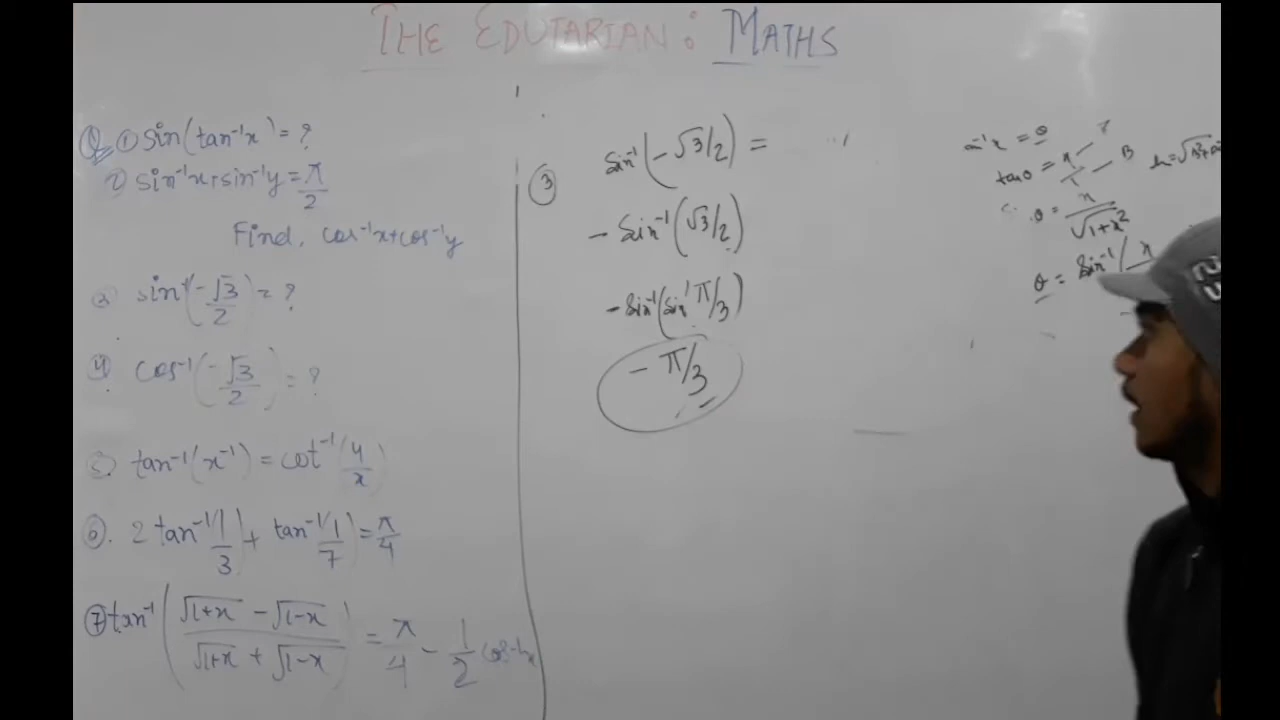 THE EDUTARIAN : MATHS
Q. ① sin(tan⁻¹x) = ?
② sin⁻¹x + sin⁻¹y = π/2
Find, cos⁻¹x + cos⁻¹y
③ sin⁻¹(-√3/2) = ?
④ cos⁻¹(-√3/2) = ?
⑤ tan⁻¹(x⁻¹) = cot⁻¹(4/x)
⑥. 2 tan⁻¹(1/3) + tan⁻¹(1/7) = π/4
⑦ tan⁻¹((√1+x - √1-x)/(√1+x + √1-x)) = π/4 - 1/2 cos⁻¹x
③ sin⁻¹(-√3/2) =
- sin⁻¹(√3/2)
- sin⁻¹(sin π/3)
- π/3
x = θ
tanθ = x/1
θ = x/√1+x²
θ = sin⁻¹(x